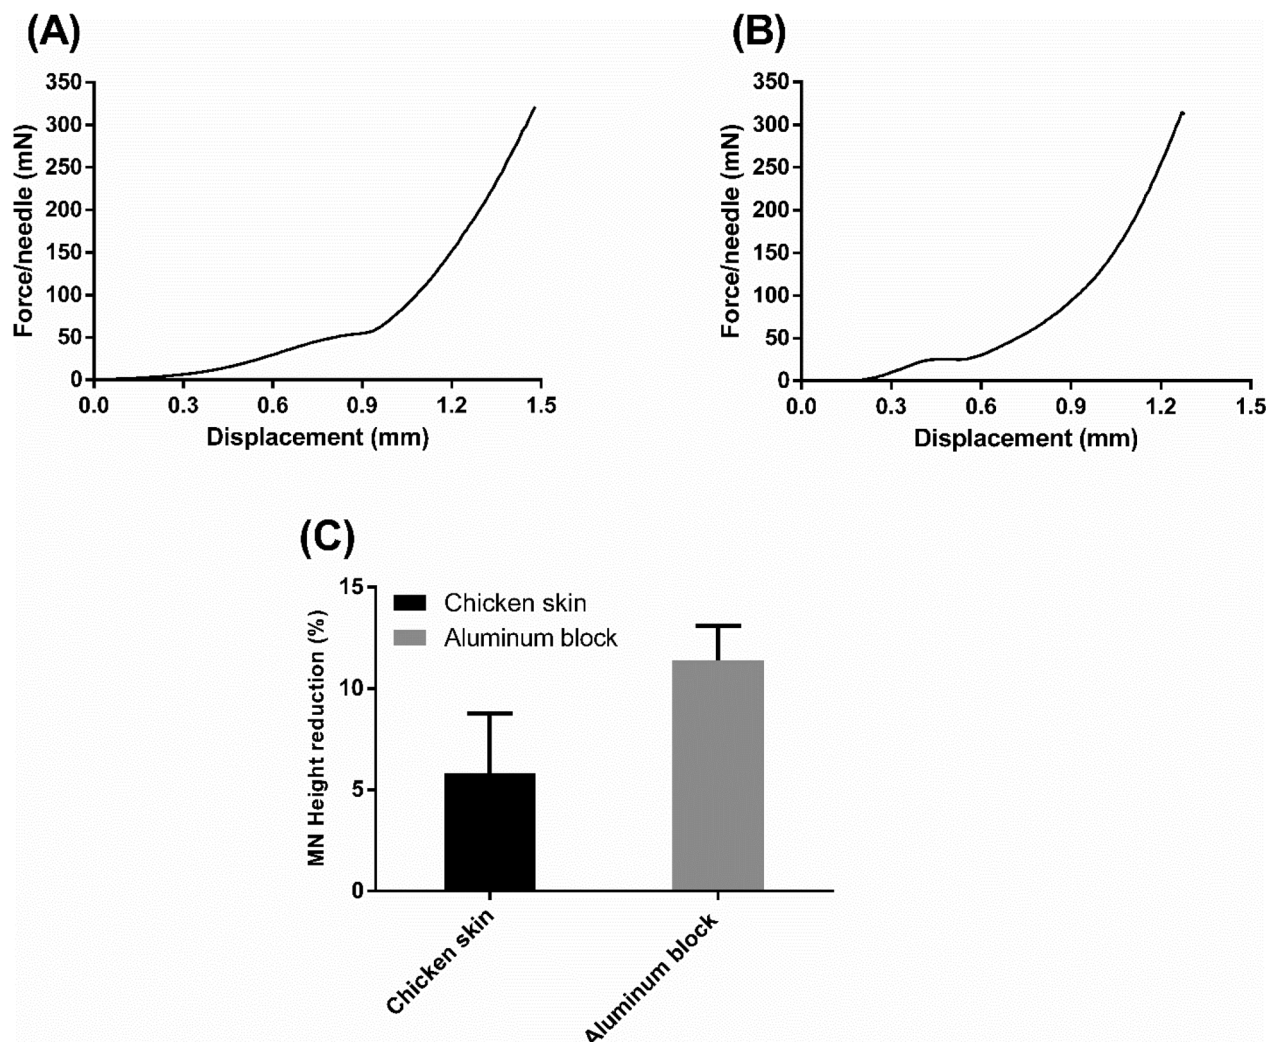 (A)
350
300
250
200
150
100
50
0
Force/needle (mN)
0.0 0.3 0.6 0.9 1.2 1.5
Displacement (mm)
(B)
350
300
250
200
150
100
50
0
Force/needle (mN)
0.0 0.3 0.6 0.9 1.2 1.5
Displacement (mm)
(C)
15
10
5
0
MN Height reduction (%)
Chicken skin
Aluminum block
Chicken skin
Aluminum block